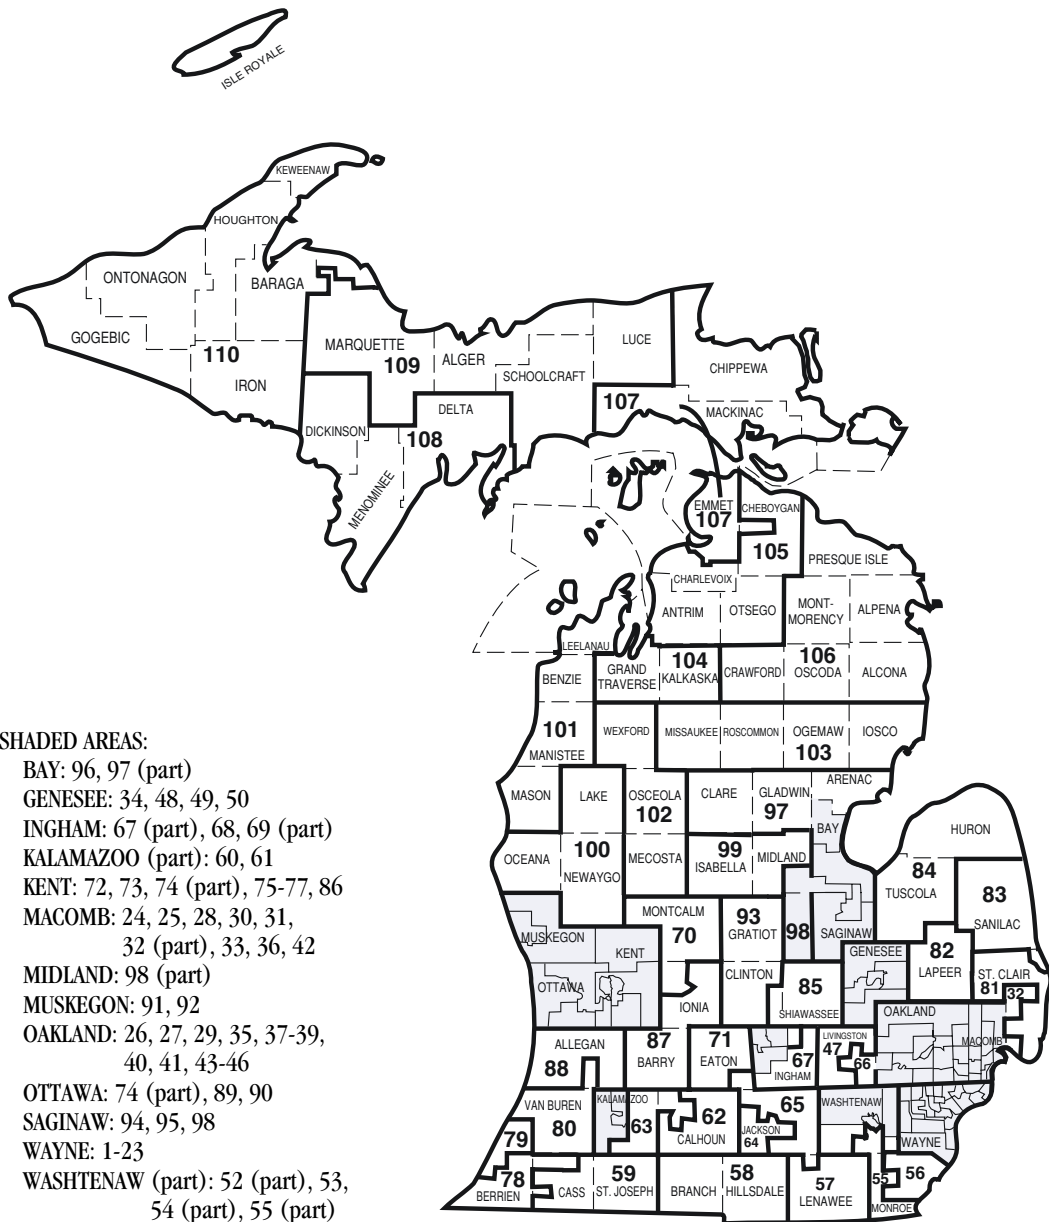 ISLE ROYALE
KEWEENAW
HOUGHTON
ONTONAGON
BARAGA
GOGEBIC
110
IRON
MARQUETTE
109
ALGER
LUCE
SCHOOLCRAFT
CHIPPEWA
107
MACKINAC
DELTA
DICKINSON
108
MENOMINEE
EMMET
107
CHEBOYGAN
105
PRESQUE ISLE
CHARLEVOIX
ANTRIM
OTSEGO
MONT-
MORENCY
ALPENA
LEELANAU
BENZIE
GRAND
TRAVERSE
104
KALKASKA
CRAWFORD
106
OSCODA
ALCONA
101
MANISTEE
WEXFORD
MISSAUKEE
ROSCOMMON
OGEMAW
103
IOSCO
ARENAC
MASON
LAKE
OSCEOLA
102
CLARE
GLADWIN
97
BAY
HURON
OCEANA
100
NEWAYGO
MECOSTA
99
ISABELLA
MIDLAND
84
TUSCOLA
83
SANILAC
MUSKEGON
MONTCALM
70
93
GRATIOT
98
SAGINAW
KENT
OTTAWA
IONIA
CLINTON
85
SHIAWASSEE
GENESEE
82
LAPEER
ST. CLAIR
81
32
OAKLAND
MACOMB
ALLEGAN
88
87
BARRY
71
EATON
67
INGHAM
LIVINGSTON
47
66
VAN BUREN
80
KALAMAZOO
63
62
CALHOUN
65
JACKSON
64
WASHTENAW
WAYNE
79
78
BERRIEN
CASS
59
ST. JOSEPH
BRANCH
58
HILLSDALE
57
LENAWEE
55
56
MONROE
SHADED AREAS:
BAY: 96, 97 (part)
GENESEE: 34, 48, 49, 50
INGHAM: 67 (part), 68, 69 (part)
KALAMAZOO (part): 60, 61
KENT: 72, 73, 74 (part), 75-77, 86
MACOMB: 24, 25, 28, 30, 31,
32 (part), 33, 36, 42
MIDLAND: 98 (part)
MUSKEGON: 91, 92
OAKLAND: 26, 27, 29, 35, 37-39,
40, 41, 43-46
OTTAWA: 74 (part), 89, 90
SAGINAW: 94, 95, 98
WAYNE: 1-23
WASHTENAW (part): 52 (part), 53,
54 (part), 55 (part)